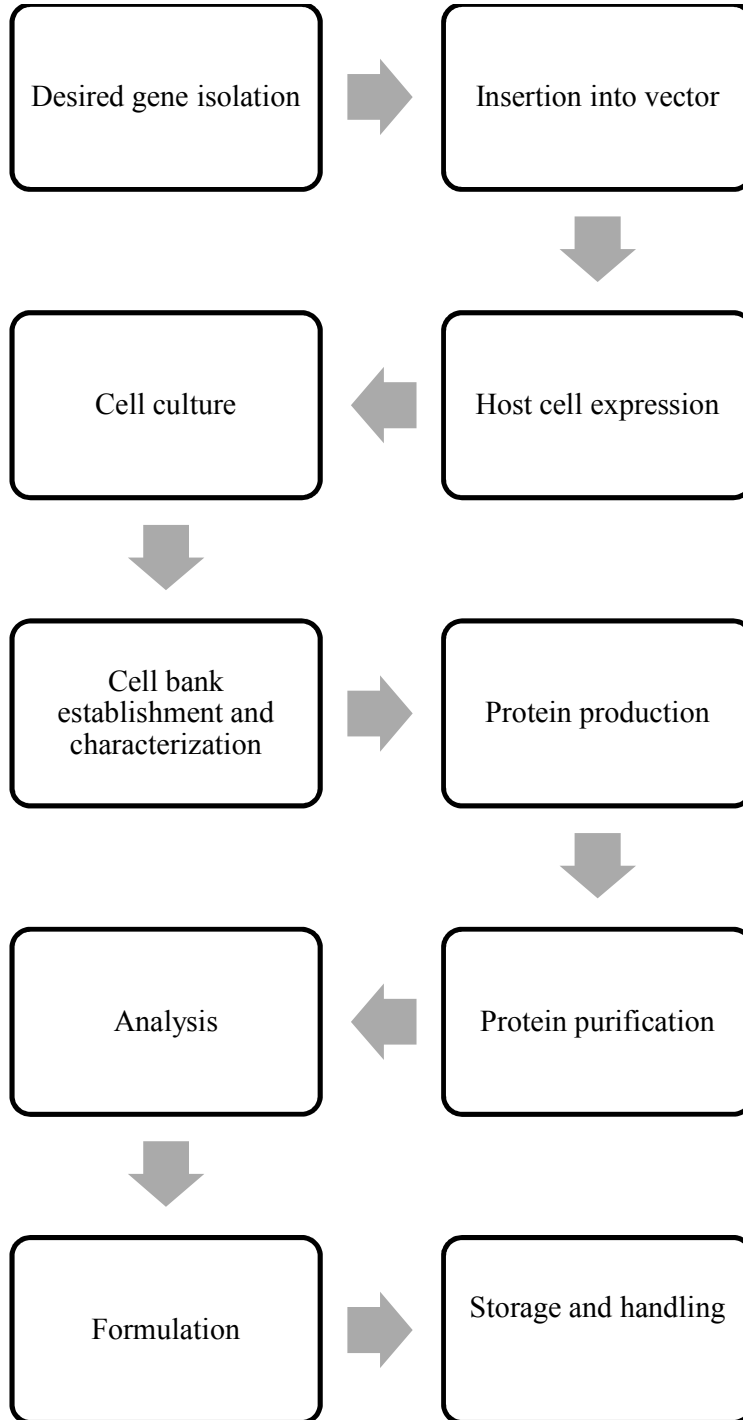 Desired gene isolation
Insertion into vector
Host cell expression
Cell culture
Cell bank
establishment and
characterization
Protein production
Protein purification
Analysis
Formulation
Storage and handling